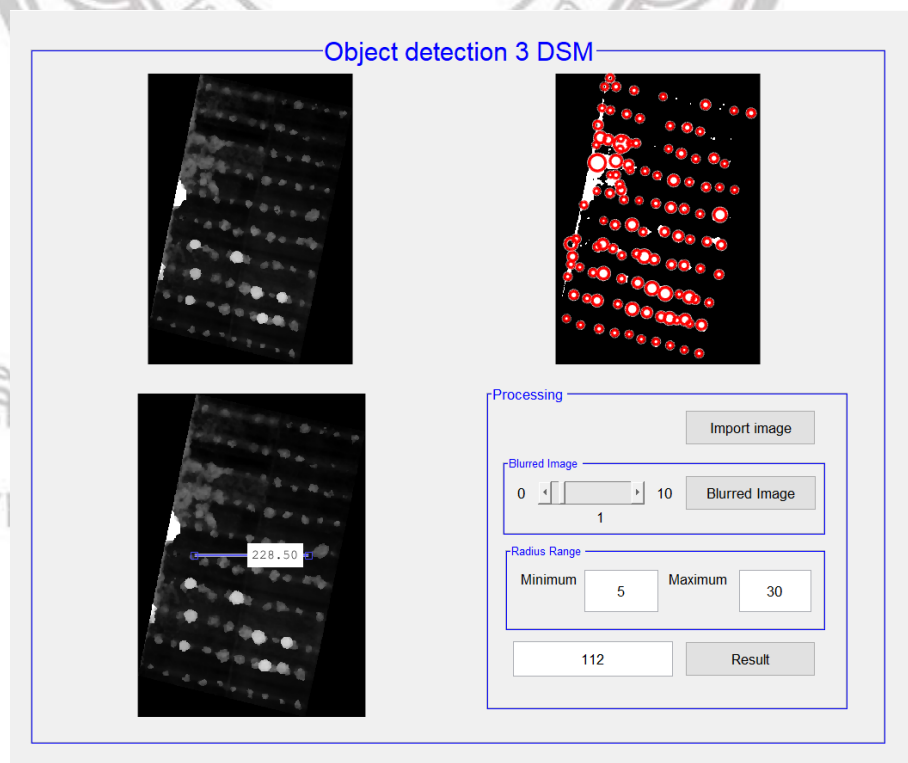 Object detection 3 DSM
228.50
Processing
Import image
Blurred Image
0 10 Blurred Image
1
Radius Range
Minimum 5 Maximum 30
112 Result